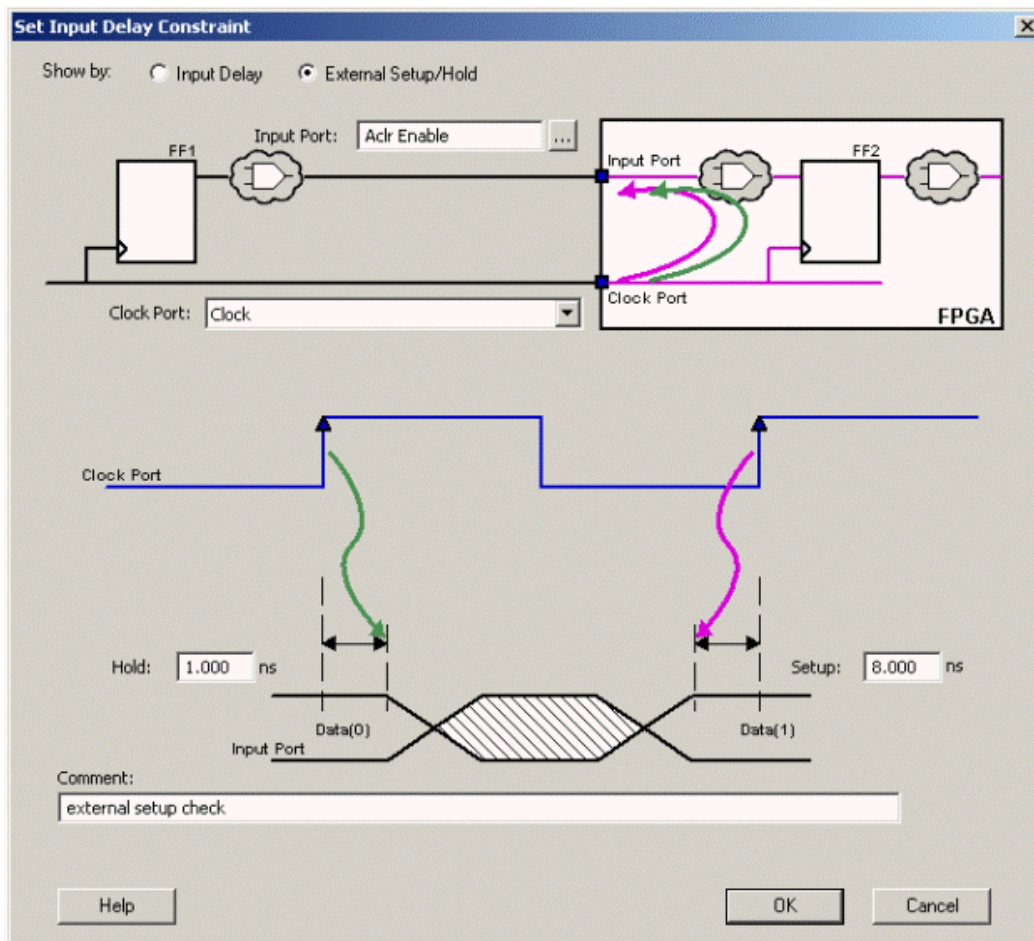 Set Input Delay Constraint
Show by: Input Delay External Setup/Hold
Input Port: Aclr Enable ...
FF1
Input Port
FF2
Clock Port
Clock Port: Clock
FPGA
Clock Port
Hold: 1.000 ns
Setup: 8.000 ns
Data(0)
Data(1)
Input Port
Comment:
external setup check
Help OK Cancel